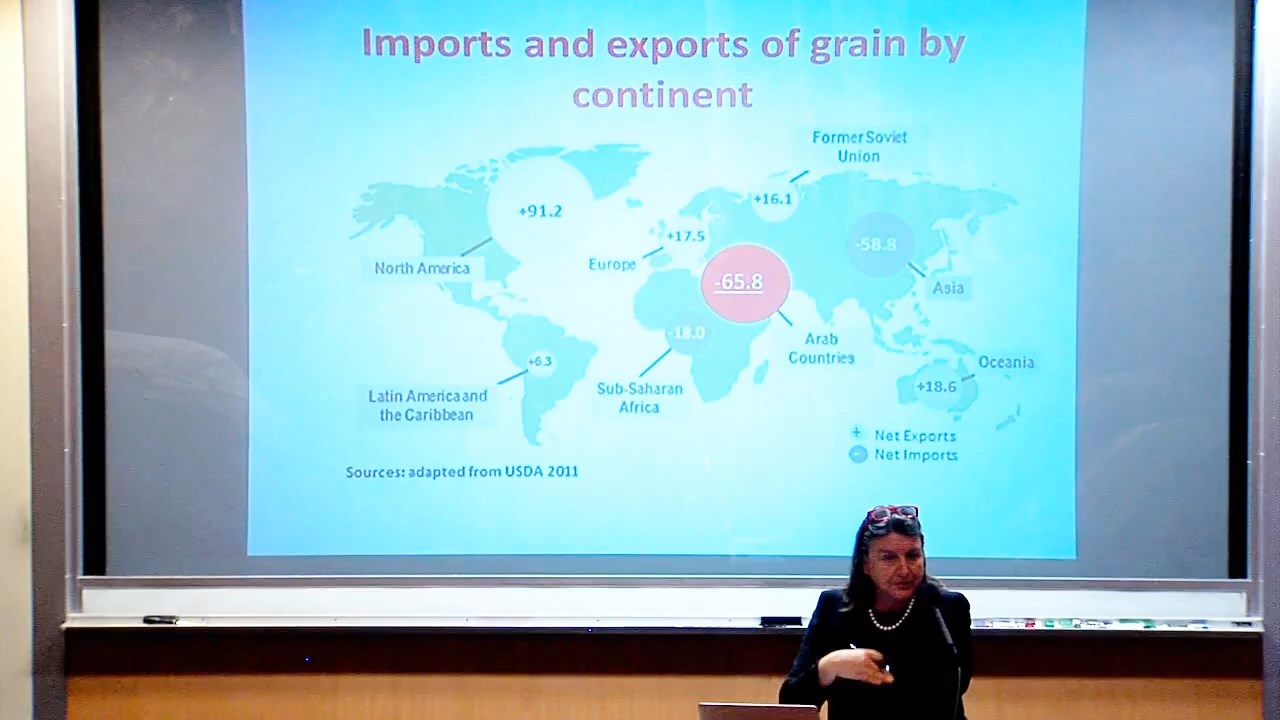 Imports and exports of grain by
continent
Former Soviet
Union
+16.1
+91.2
+17.5
-58.8
Europe
North America
-65.8
Asia
-18.0
Arab
Countries
+6.3
Oceania
+18.6
Sub-Saharan
Africa
Latin America and
the Caribbean
+ Net Exports
- Net Imports
Sources: adapted from USDA 2011